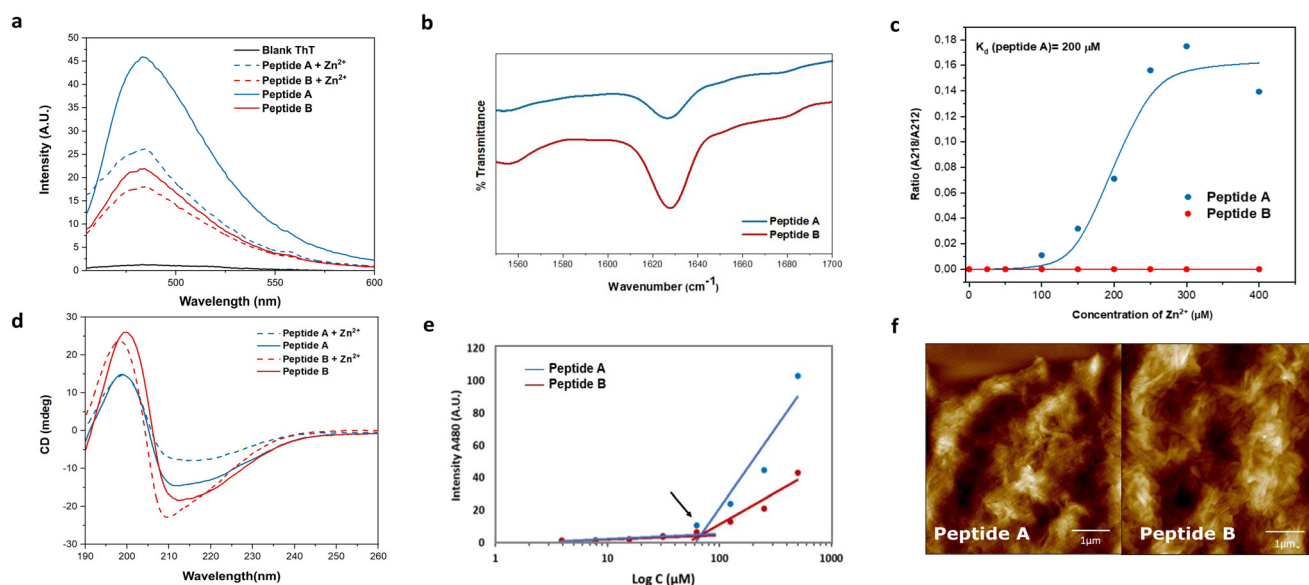 a
50
45
40
35
30
25
20
15
10
5
0
Intensity (A.U.)
Blank ThT
Peptide A + Zn²⁺
Peptide B + Zn²⁺
Peptide A
Peptide B
500
550
600
Wavelength (nm)
b
% Transmittance
Peptide A
Peptide B
1560
1580
1600
1620
1640
1660
1680
1700
Wavenumber (cm⁻¹)
c
0,18
0,16
0,14
0,12
0,10
0,08
0,06
0,04
0,02
0,00
Ratio (A218/A212)
K_d (peptide A)= 200 μM
Peptide A
Peptide B
0
100
200
300
400
Concentration of Zn²⁺ (μM)
d
30
20
10
0
-10
-20
-30
CD (mdeg)
Peptide A + Zn²⁺
Peptide A
Peptide B + Zn²⁺
Peptide B
190
200
210
220
230
240
250
260
Wavelength(nm)
e
120
100
80
60
40
20
0
Intensity A480 (A.U.)
Peptide A
Peptide B
1
10
100
1000
Log C (μM)
f
Peptide A
1μm
Peptide B
1μm